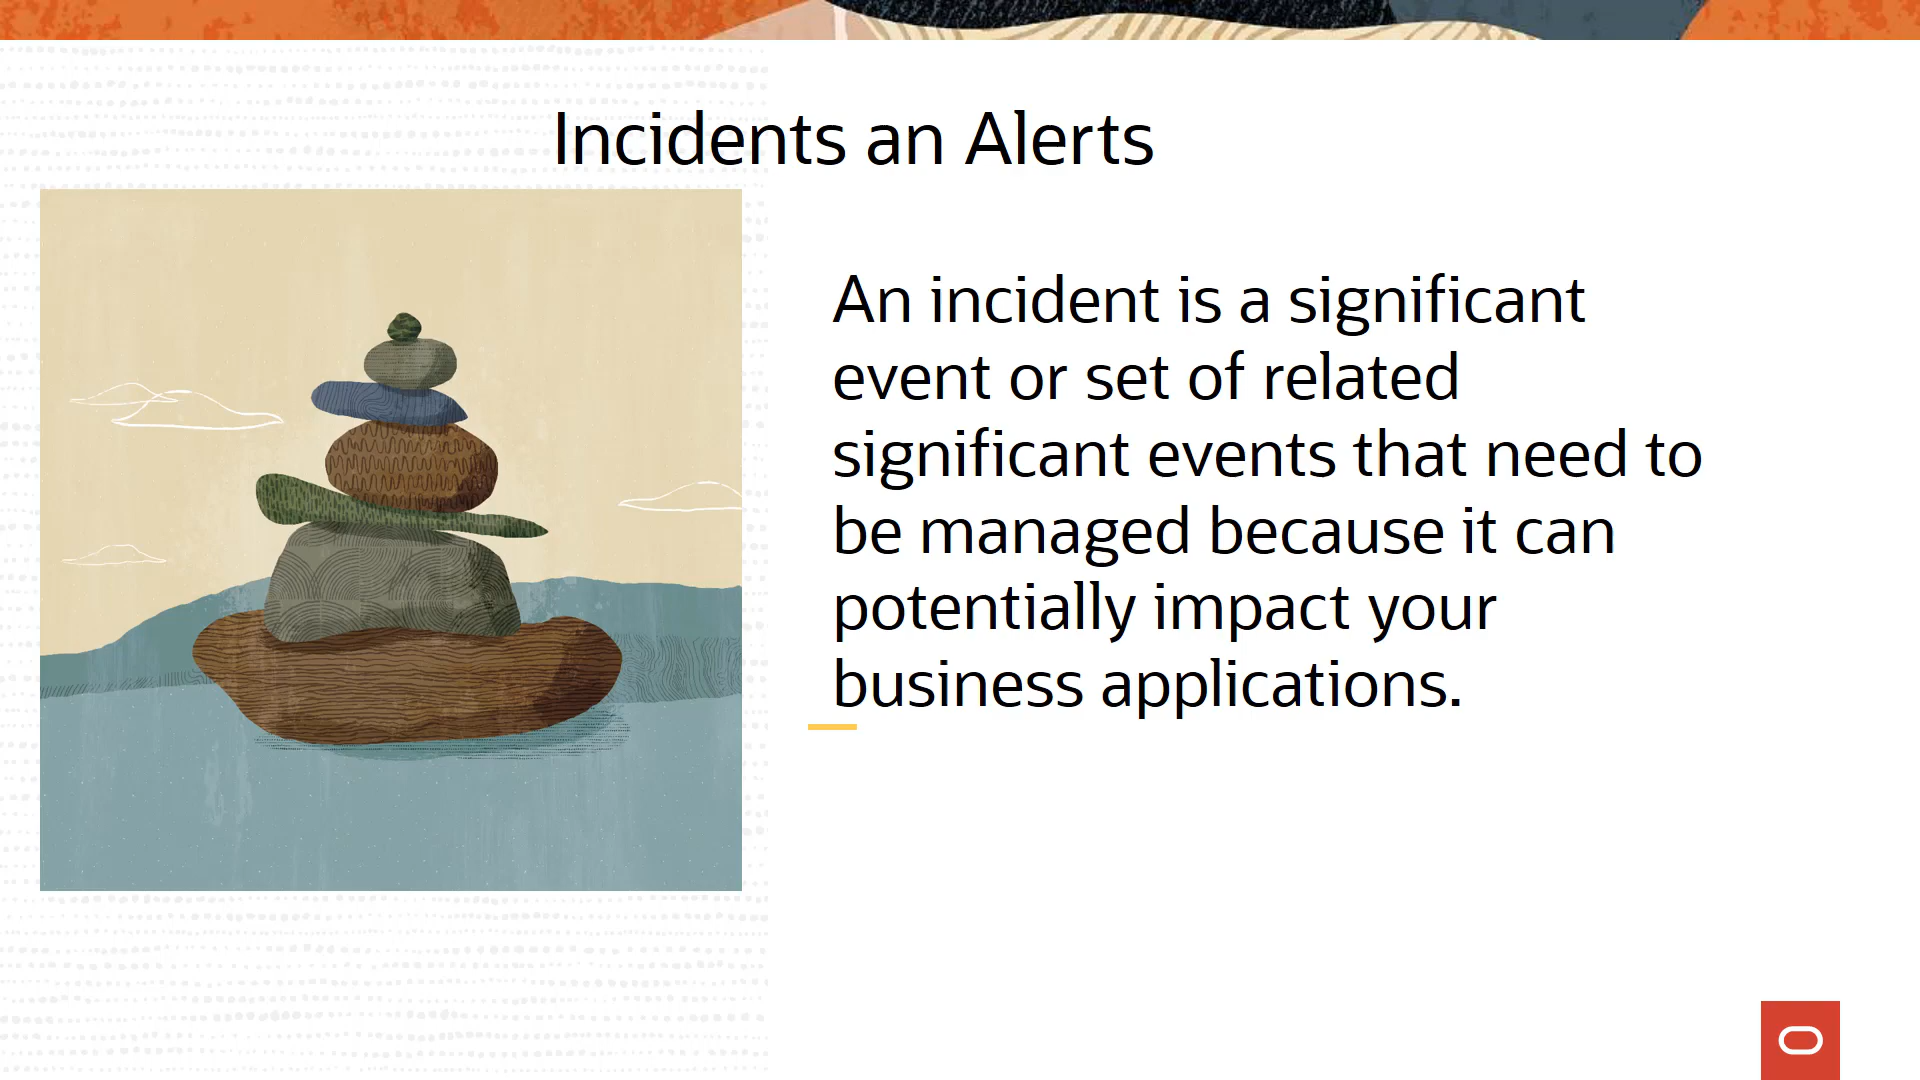 Incidents an Alerts
An incident is a significant
event or set of related
significant events that need to
be managed because it can
potentially impact your
business applications.